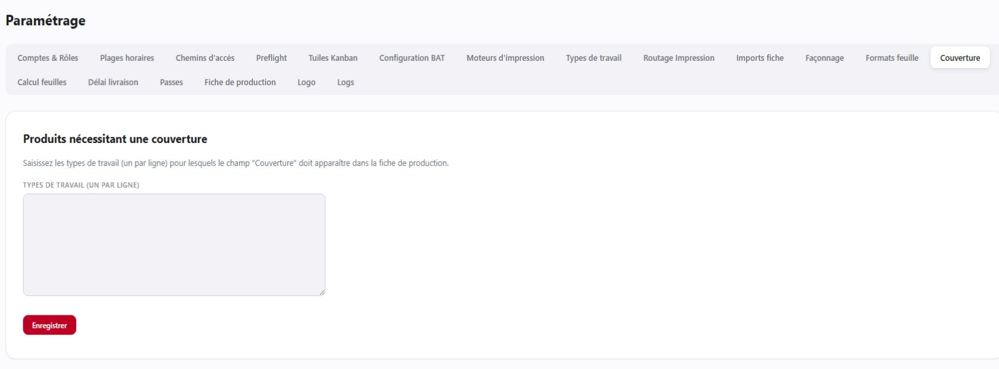 Paramétrage
Comptes & Rôles Plages horaires Chemins d'accès Preflight Tuiles Kanban Configuration BAT Moteurs d'impression Types de travail Routage Impression Imports fiche Façonnage Formats feuille Couverture
Calcul feuilles Délai livraison Passes Fiche de production Logo Logs
Produits nécessitant une couverture
Saisissez les types de travail (un par ligne) pour lesquels le champ "Couverture" doit apparaître dans la fiche de production.
TYPES DE TRAVAIL (UN PAR LIGNE)
Enregistrer